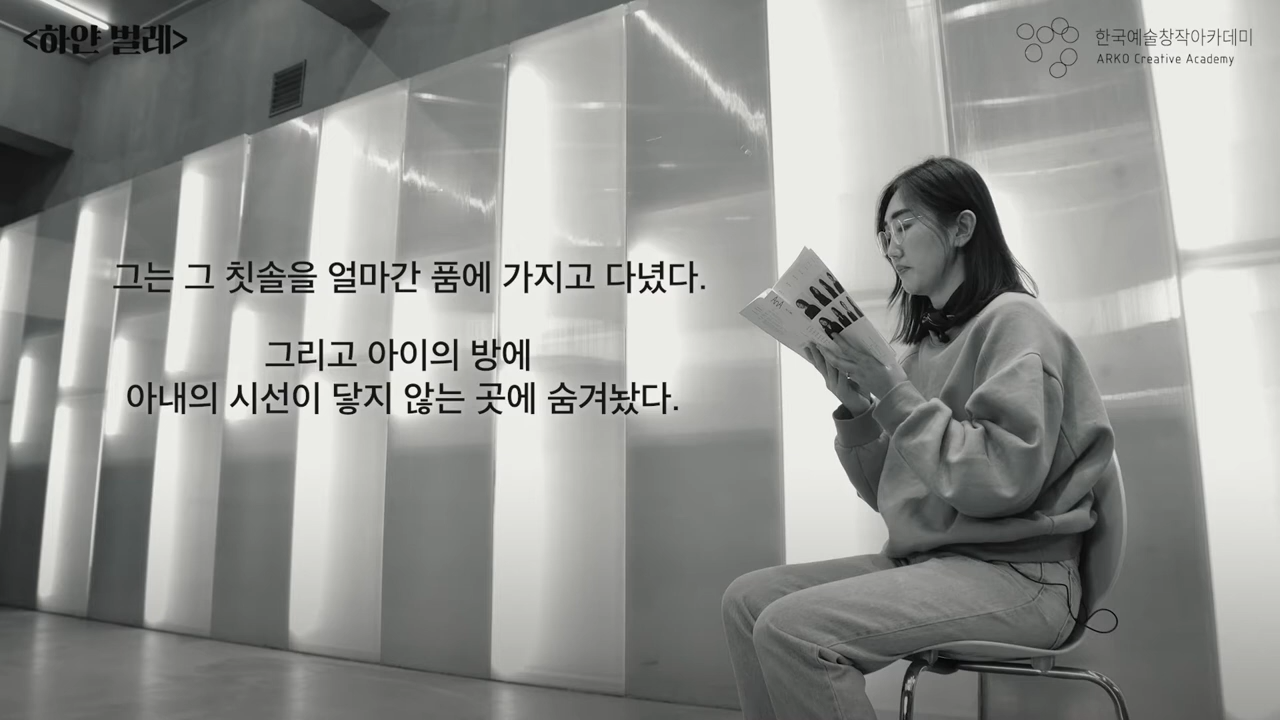 <하얀 벌레>
한국예술창작아카데미
ARKO Creative Academy
그는 그 칫솔을 얼마간 품에 가지고 다녔다.
그리고 아이의 방에
아내의 시선이 닿지 않는 곳에 숨겨놨다.